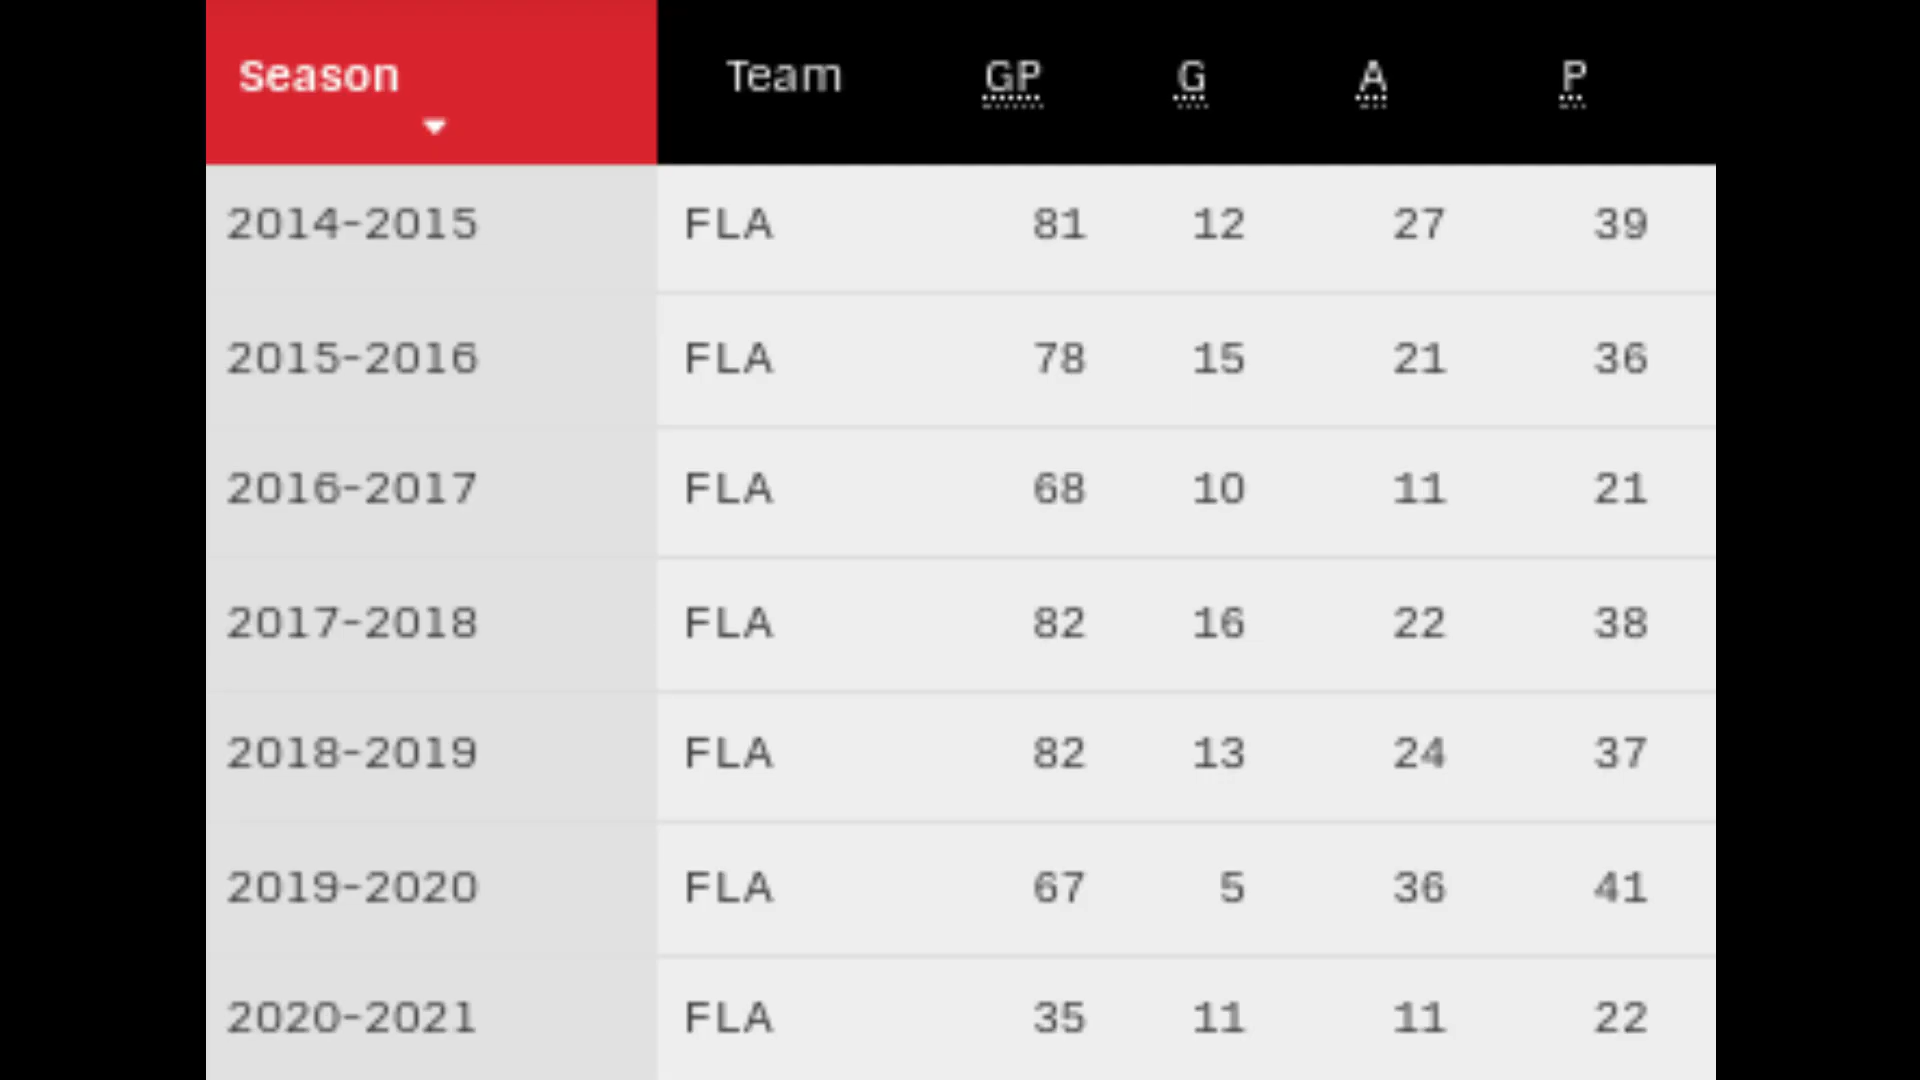 Season Team GP G A P
2014-2015 FLA 81 12 27 39
2015-2016 FLA 78 15 21 36
2016-2017 FLA 68 10 11 21
2017-2018 FLA 82 16 22 38
2018-2019 FLA 82 13 24 37
2019-2020 FLA 67 5 36 41
2020-2021 FLA 35 11 11 22